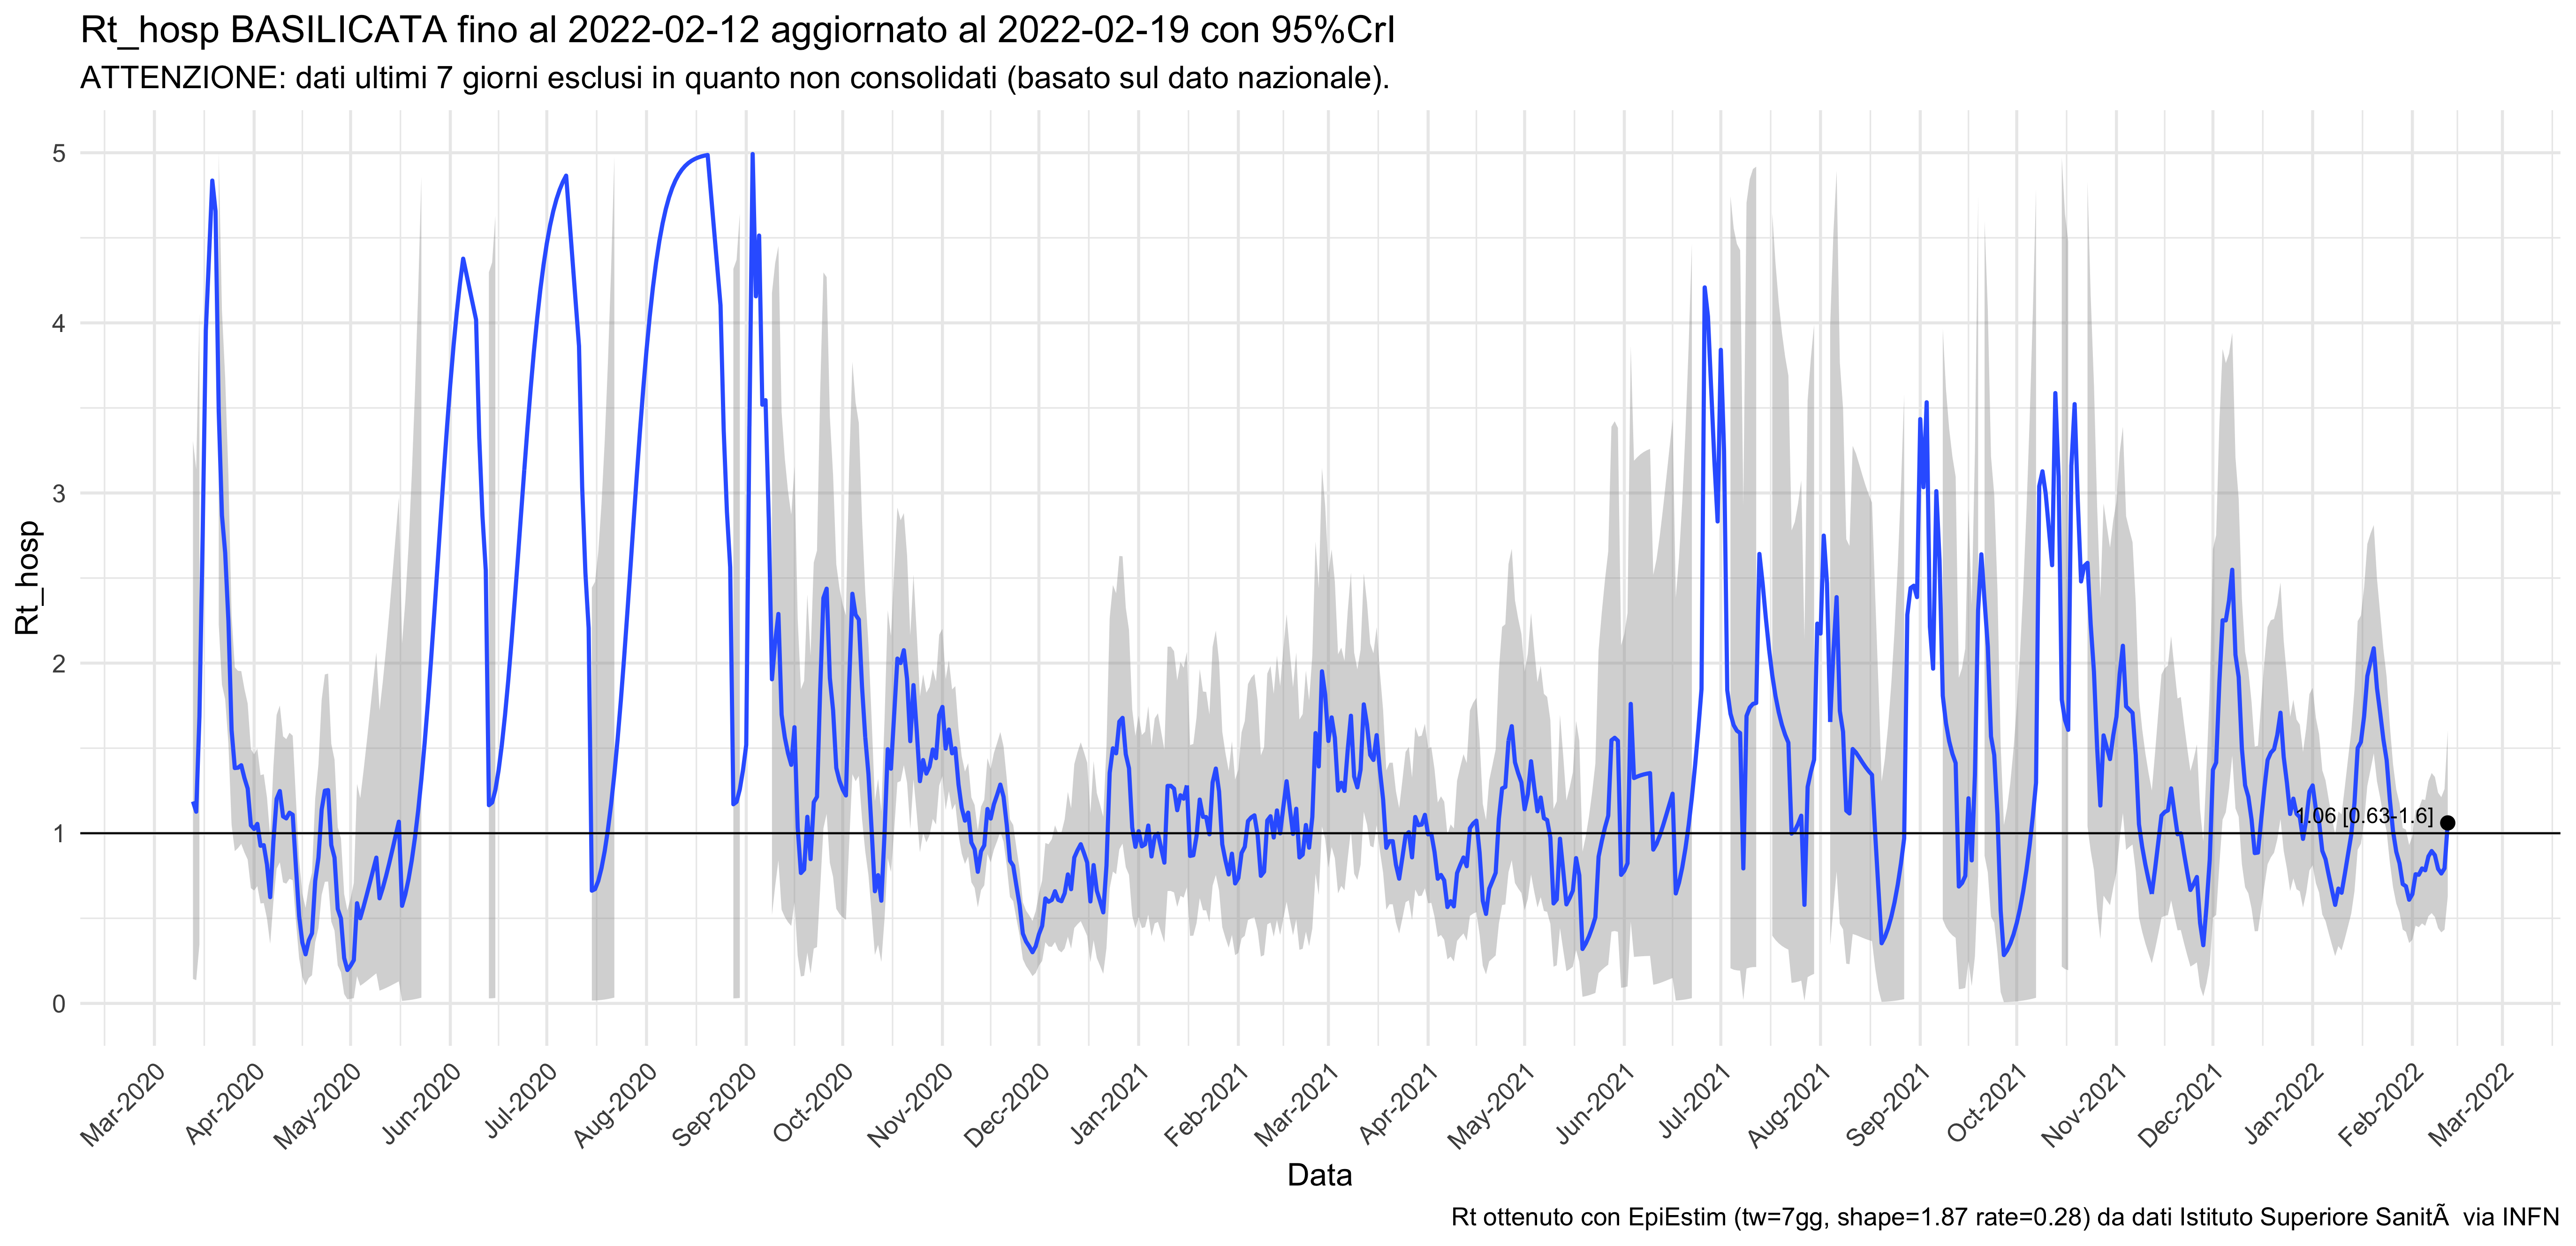 Rt_hosp BASILICATA fino al 2022-02-12 aggiornato al 2022-02-19 con 95%CrI
ATTENZIONE: dati ultimi 7 giorni esclusi in quanto non consolidati (basato sul dato nazionale).
5
4
3
2
1
0
Rt_hosp
1.06 [0.63-1.6]
Mar-2020
Apr-2020
May-2020
Jun-2020
Jul-2020
Aug-2020
Sep-2020
Oct-2020
Nov-2020
Dec-2020
Jan-2021
Feb-2021
Mar-2021
Apr-2021
May-2021
Jun-2021
Jul-2021
Aug-2021
Sep-2021
Oct-2021
Nov-2021
Dec-2021
Jan-2022
Feb-2022
Mar-2022
Data
Rt ottenuto con EpiEstim (tw=7gg, shape=1.87 rate=0.28) da dati Istituto Superiore SanitÃ  via INFN